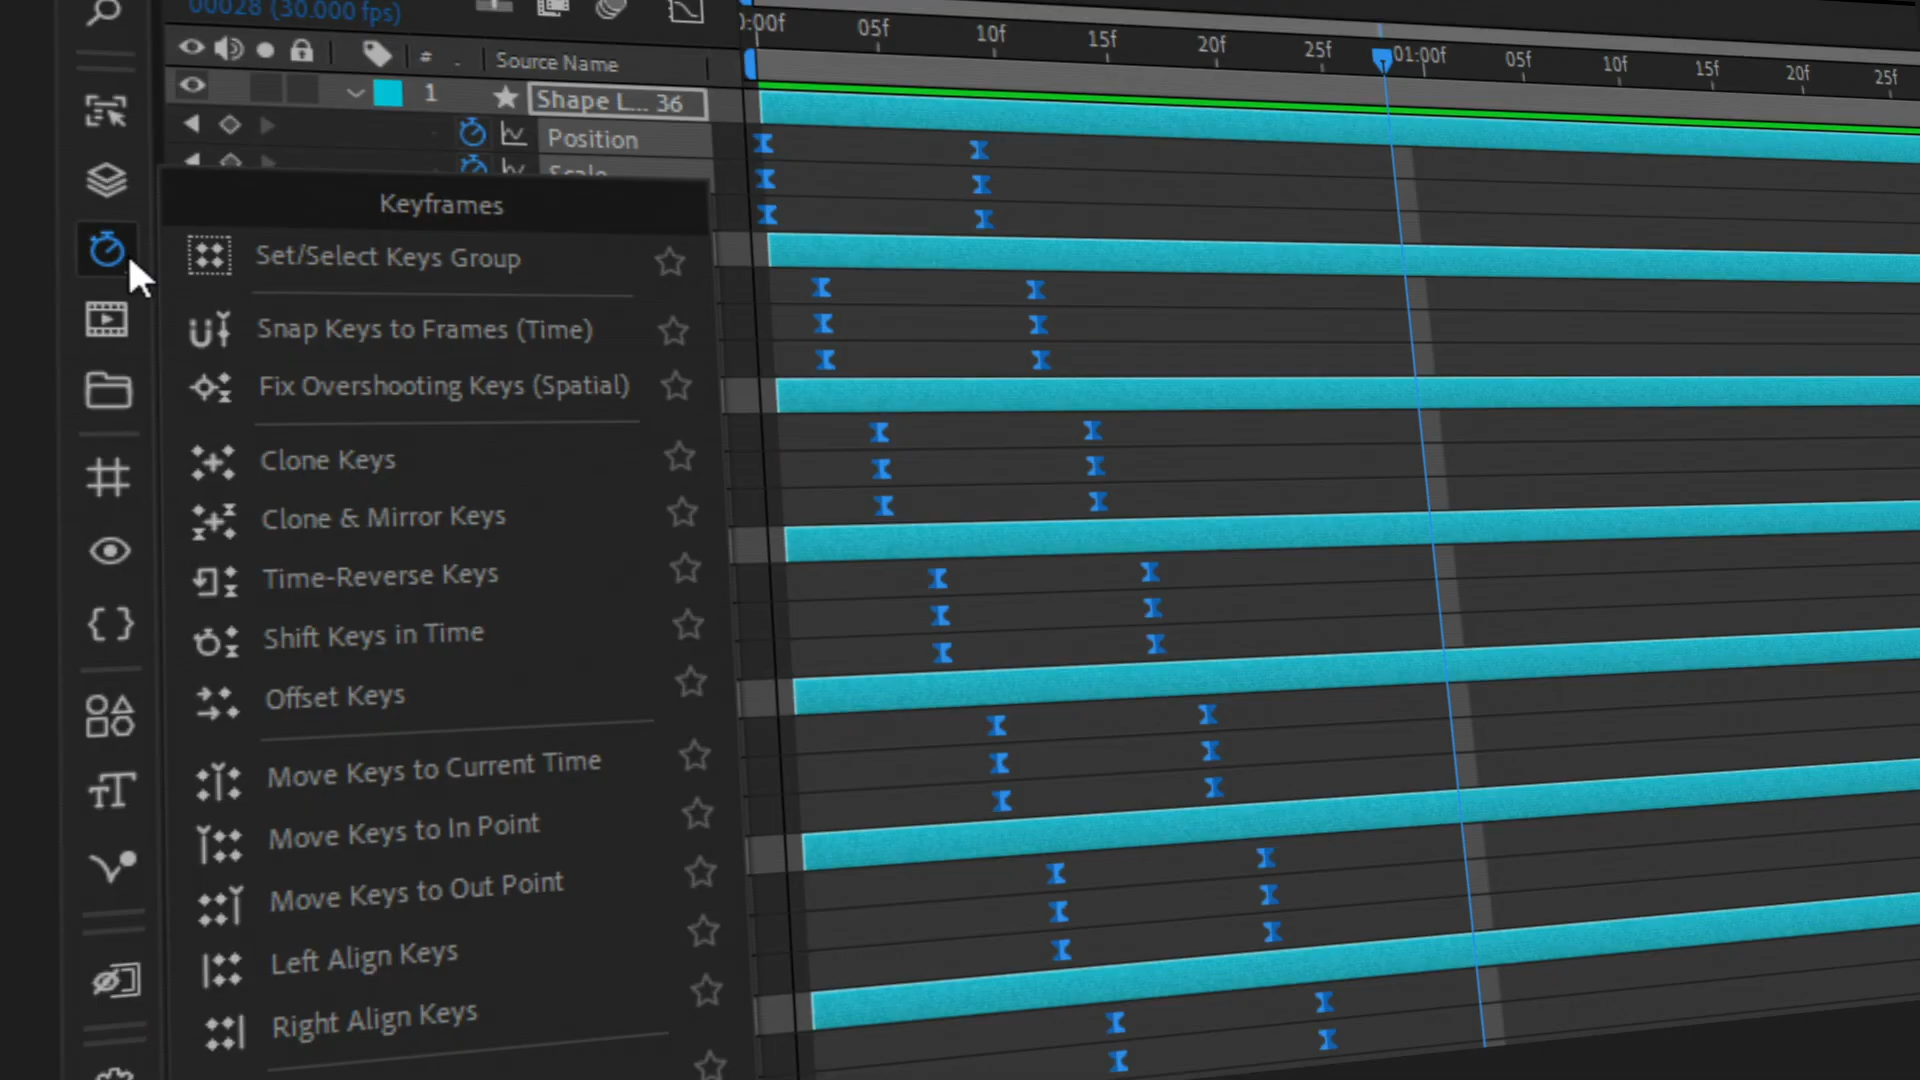 00028 (30.000 fps)
:00f 05f 10f 15f 20f 25f 01:00f 05f 10f 15f 20f 25f
# . Source Name
1 Shape L... 36
Position
Scale
Keyframes
Set/Select Keys Group
Snap Keys to Frames (Time)
Fix Overshooting Keys (Spatial)
Clone Keys
Clone & Mirror Keys
Time-Reverse Keys
Shift Keys in Time
Offset Keys
Move Keys to Current Time
Move Keys to In Point
Move Keys to Out Point
Left Align Keys
Right Align Keys